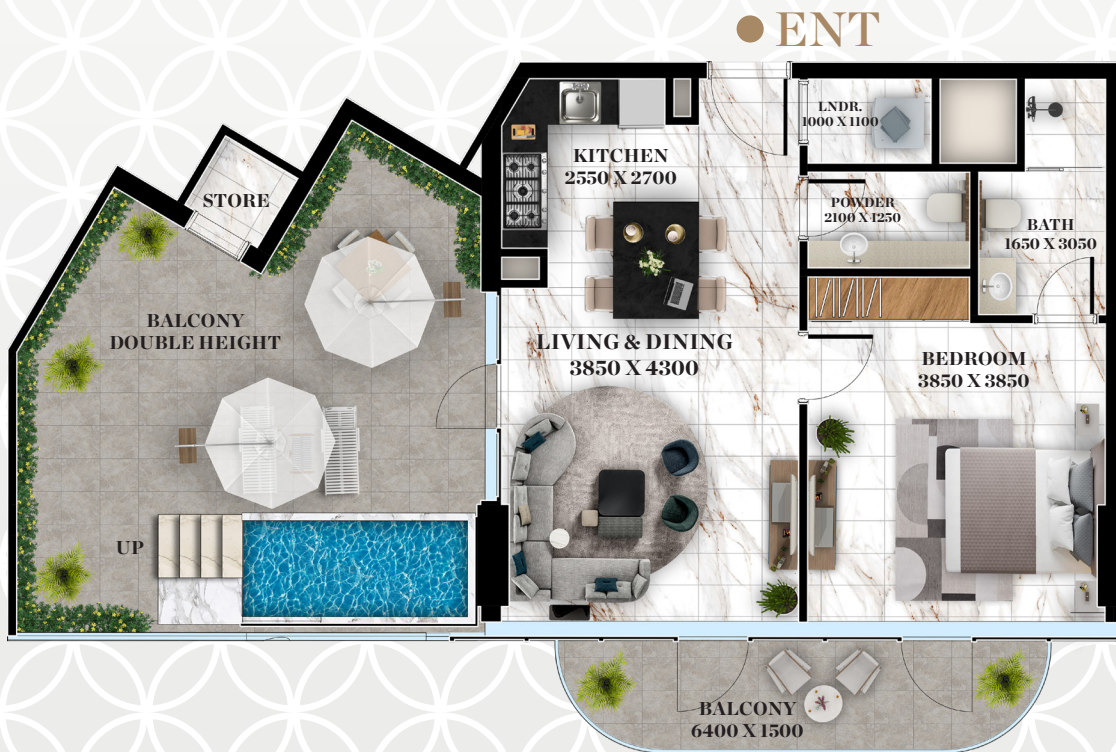 ENT
LNDR.
1000 X 1100
KITCHEN
2550 X 2700
STORE
POWDER
2100 X 1250
BATH
1650 X 3050
BALCONY
DOUBLE HEIGHT
LIVING & DINING
3850 X 4300
BEDROOM
3850 X 3850
UP
BALCONY
6400 X 1500